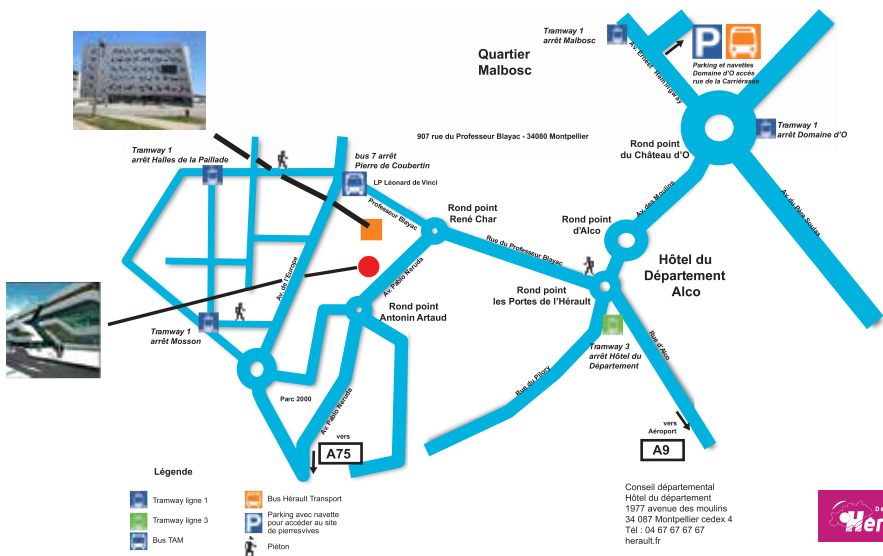 Tramway 1
arrêt Malbosc
Quartier
Malbosc
Av. Ernest Hemingway
P
Parking et navettes
Domaine d'O accès
rue de la Carriérasse
Tramway 1
arrêt Domaine d'O
907 rue du Professeur Blayac - 34080 Montpellier
Rond point
du Château d'O
Tramway 1
arrêt Halles de la Paillade
bus 7 arrêt
Pierre de Coubertin
LP Léonard de Vinci
Professeur Blayac
Rond point
René Char
Av. des Moulins
Av. du Père Soulas
Rond point
d'Alco
Rue du Professeur Blayac
Hôtel du
Département
Alco
Av. de l'Europe
Av. Pablo Neruda
Rond point
les Portes de l'Hérault
Rond point
Antonin Artaud
Tramway 1
arrêt Mosson
Tramway 3
arrêt Hôtel du
Département
Rue d'Alco
Rue du Pilory
Parc 2000
Av. Pablo Neruda
vers
A75
vers
Aéroport
A9
Légende
Tramway ligne 1
Tramway ligne 3
Bus TAM
Bus Hérault Transport
P
Parking avec navette
pour accéder au site
de pierresvives
Piéton
Conseil départemental
Hôtel du département
1977 avenue des moulins
34 087 Montpellier cedex 4
Tél : 04 67 67 67 67
herault.fr